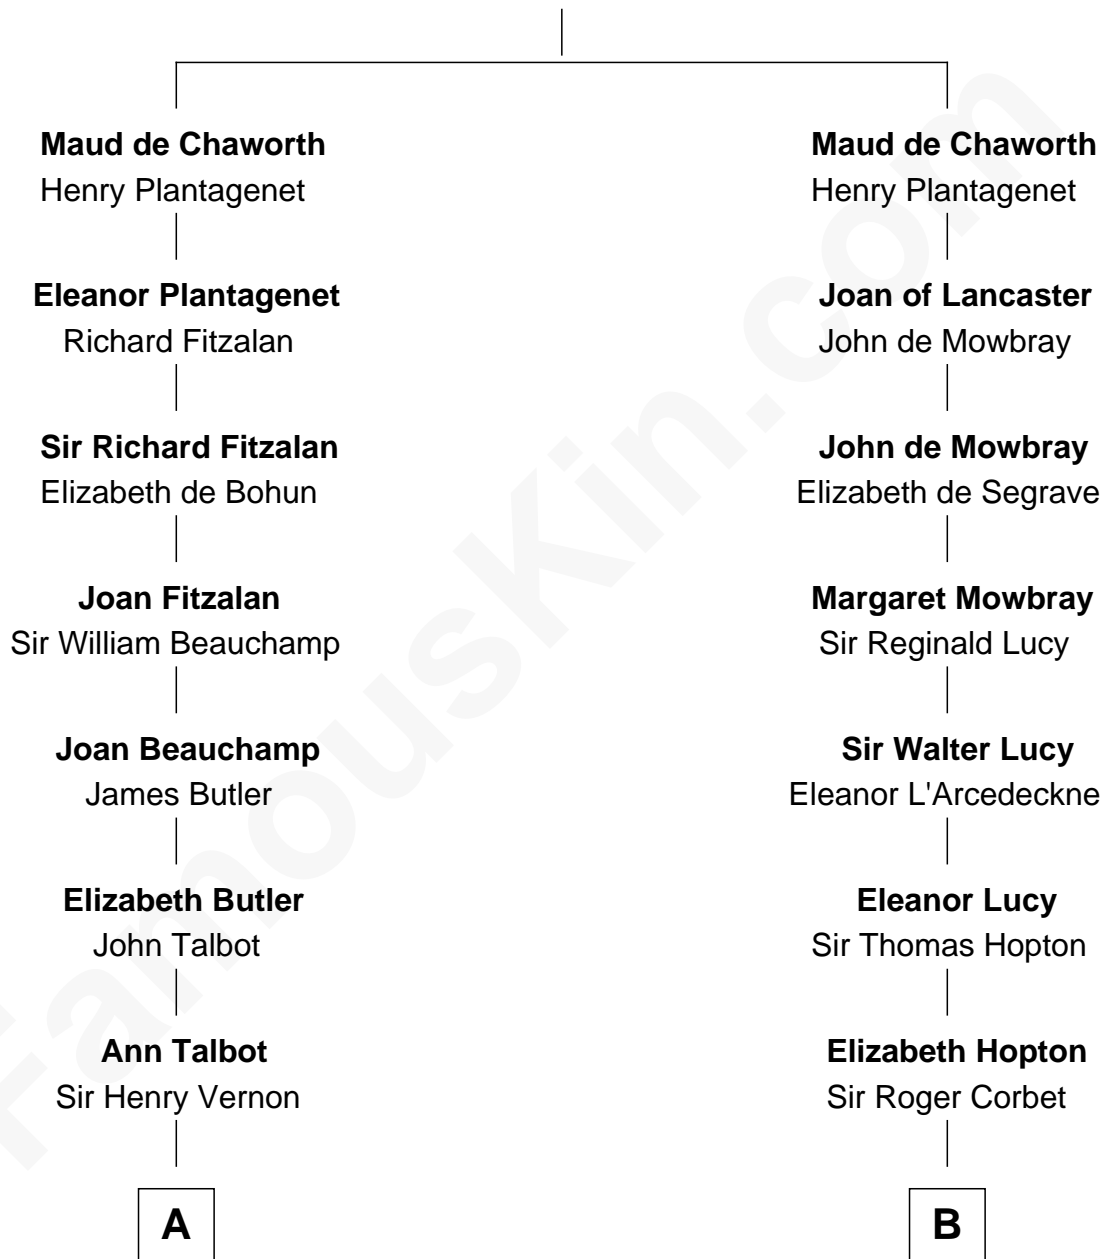 Maud de Chaworth
Henry Plantagenet
Eleanor Plantagenet
Richard Fitzalan
Sir Richard Fitzalan
Elizabeth de Bohun
Joan Fitzalan
Sir William Beauchamp
Joan Beauchamp
James Butler
Elizabeth Butler
John Talbot
Ann Talbot
Sir Henry Vernon
A
Maud de Chaworth
Henry Plantagenet
Joan of Lancaster
John de Mowbray
John de Mowbray
Elizabeth de Segrave
Margaret Mowbray
Sir Reginald Lucy
Sir Walter Lucy
Eleanor L'Arcedeckne
Eleanor Lucy
Sir Thomas Hopton
Elizabeth Hopton
Sir Roger Corbet
B
FamousKin.com